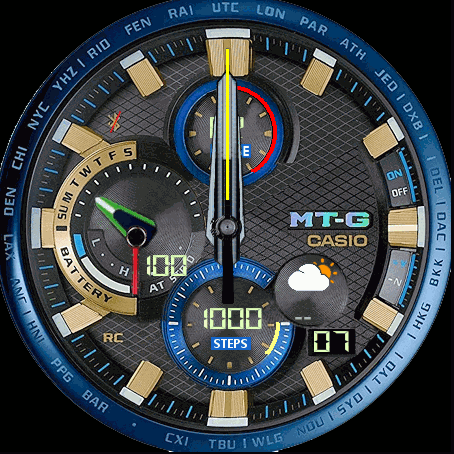 UTC LON PAR ATH JED DXB
DEL DAC BKK HKG TYO SYD NOU
WLG TBU CXI
BAR PPG HNL ANC LAX DEN CHI NYC YHZ RIO FEN RAI
SU M T W T F S
E
ON
OFF
MT-G
CASIO
L
H
100
BATTERY
AT
-N
1000
STEPS
--
07
RC